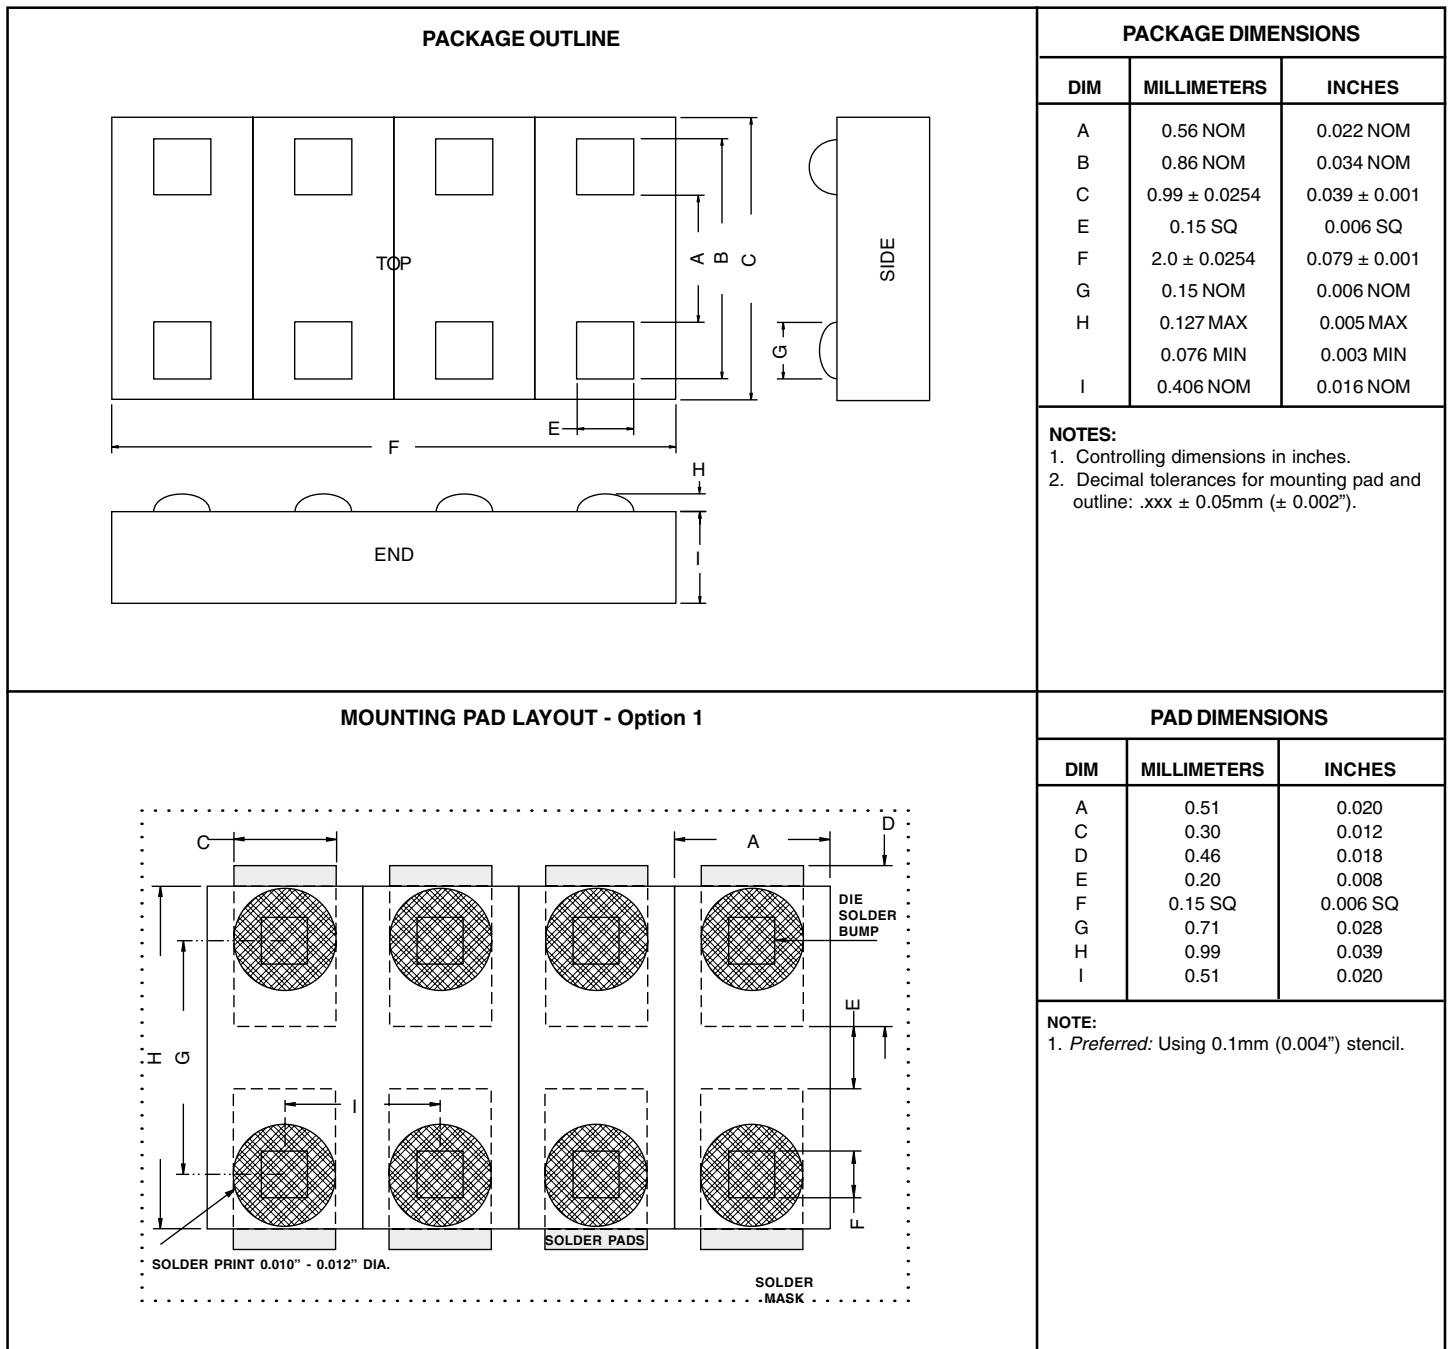 PACKAGE OUTLINE
TOP
A
B
C
SIDE
G
E
F
H
END
I
PACKAGE DIMENSIONS
DIM MILLIMETERS INCHES
A 0.56 NOM 0.022 NOM
B 0.86 NOM 0.034 NOM
C 0.99 ± 0.0254 0.039 ± 0.001
E 0.15 SQ 0.006 SQ
F 2.0 ± 0.0254 0.079 ± 0.001
G 0.15 NOM 0.006 NOM
H 0.127 MAX 0.005 MAX
0.076 MIN 0.003 MIN
I 0.406 NOM 0.016 NOM
NOTES:
1. Controlling dimensions in inches.
2. Decimal tolerances for mounting pad and
outline: .xxx ± 0.05mm (± 0.002”).
MOUNTING PAD LAYOUT - Option 1
C
A
D
DIE
SOLDER
BUMP
E
H
G
I
F
SOLDER PADS
SOLDER PRINT 0.010” - 0.012” DIA.
SOLDER
MASK
PAD DIMENSIONS
DIM MILLIMETERS INCHES
A 0.51 0.020
C 0.30 0.012
D 0.46 0.018
E 0.20 0.008
F 0.15 SQ 0.006 SQ
G 0.71 0.028
H 0.99 0.039
I 0.51 0.020
NOTE:
1. Preferred: Using 0.1mm (0.004”) stencil.